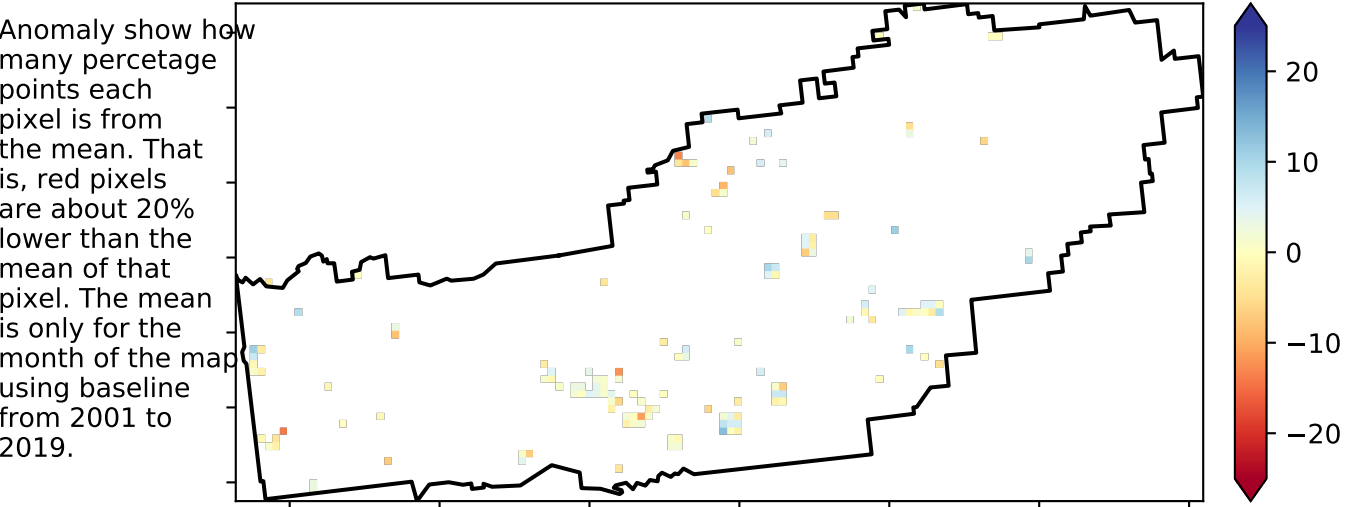 Anomaly show how
many percetage
points each
pixel is from
the mean. That
is, red pixels
are about 20%
lower than the
mean of that
pixel. The mean
is only for the
month of the map
using baseline
from 2001 to
2019.
20
10
0
−10
−20